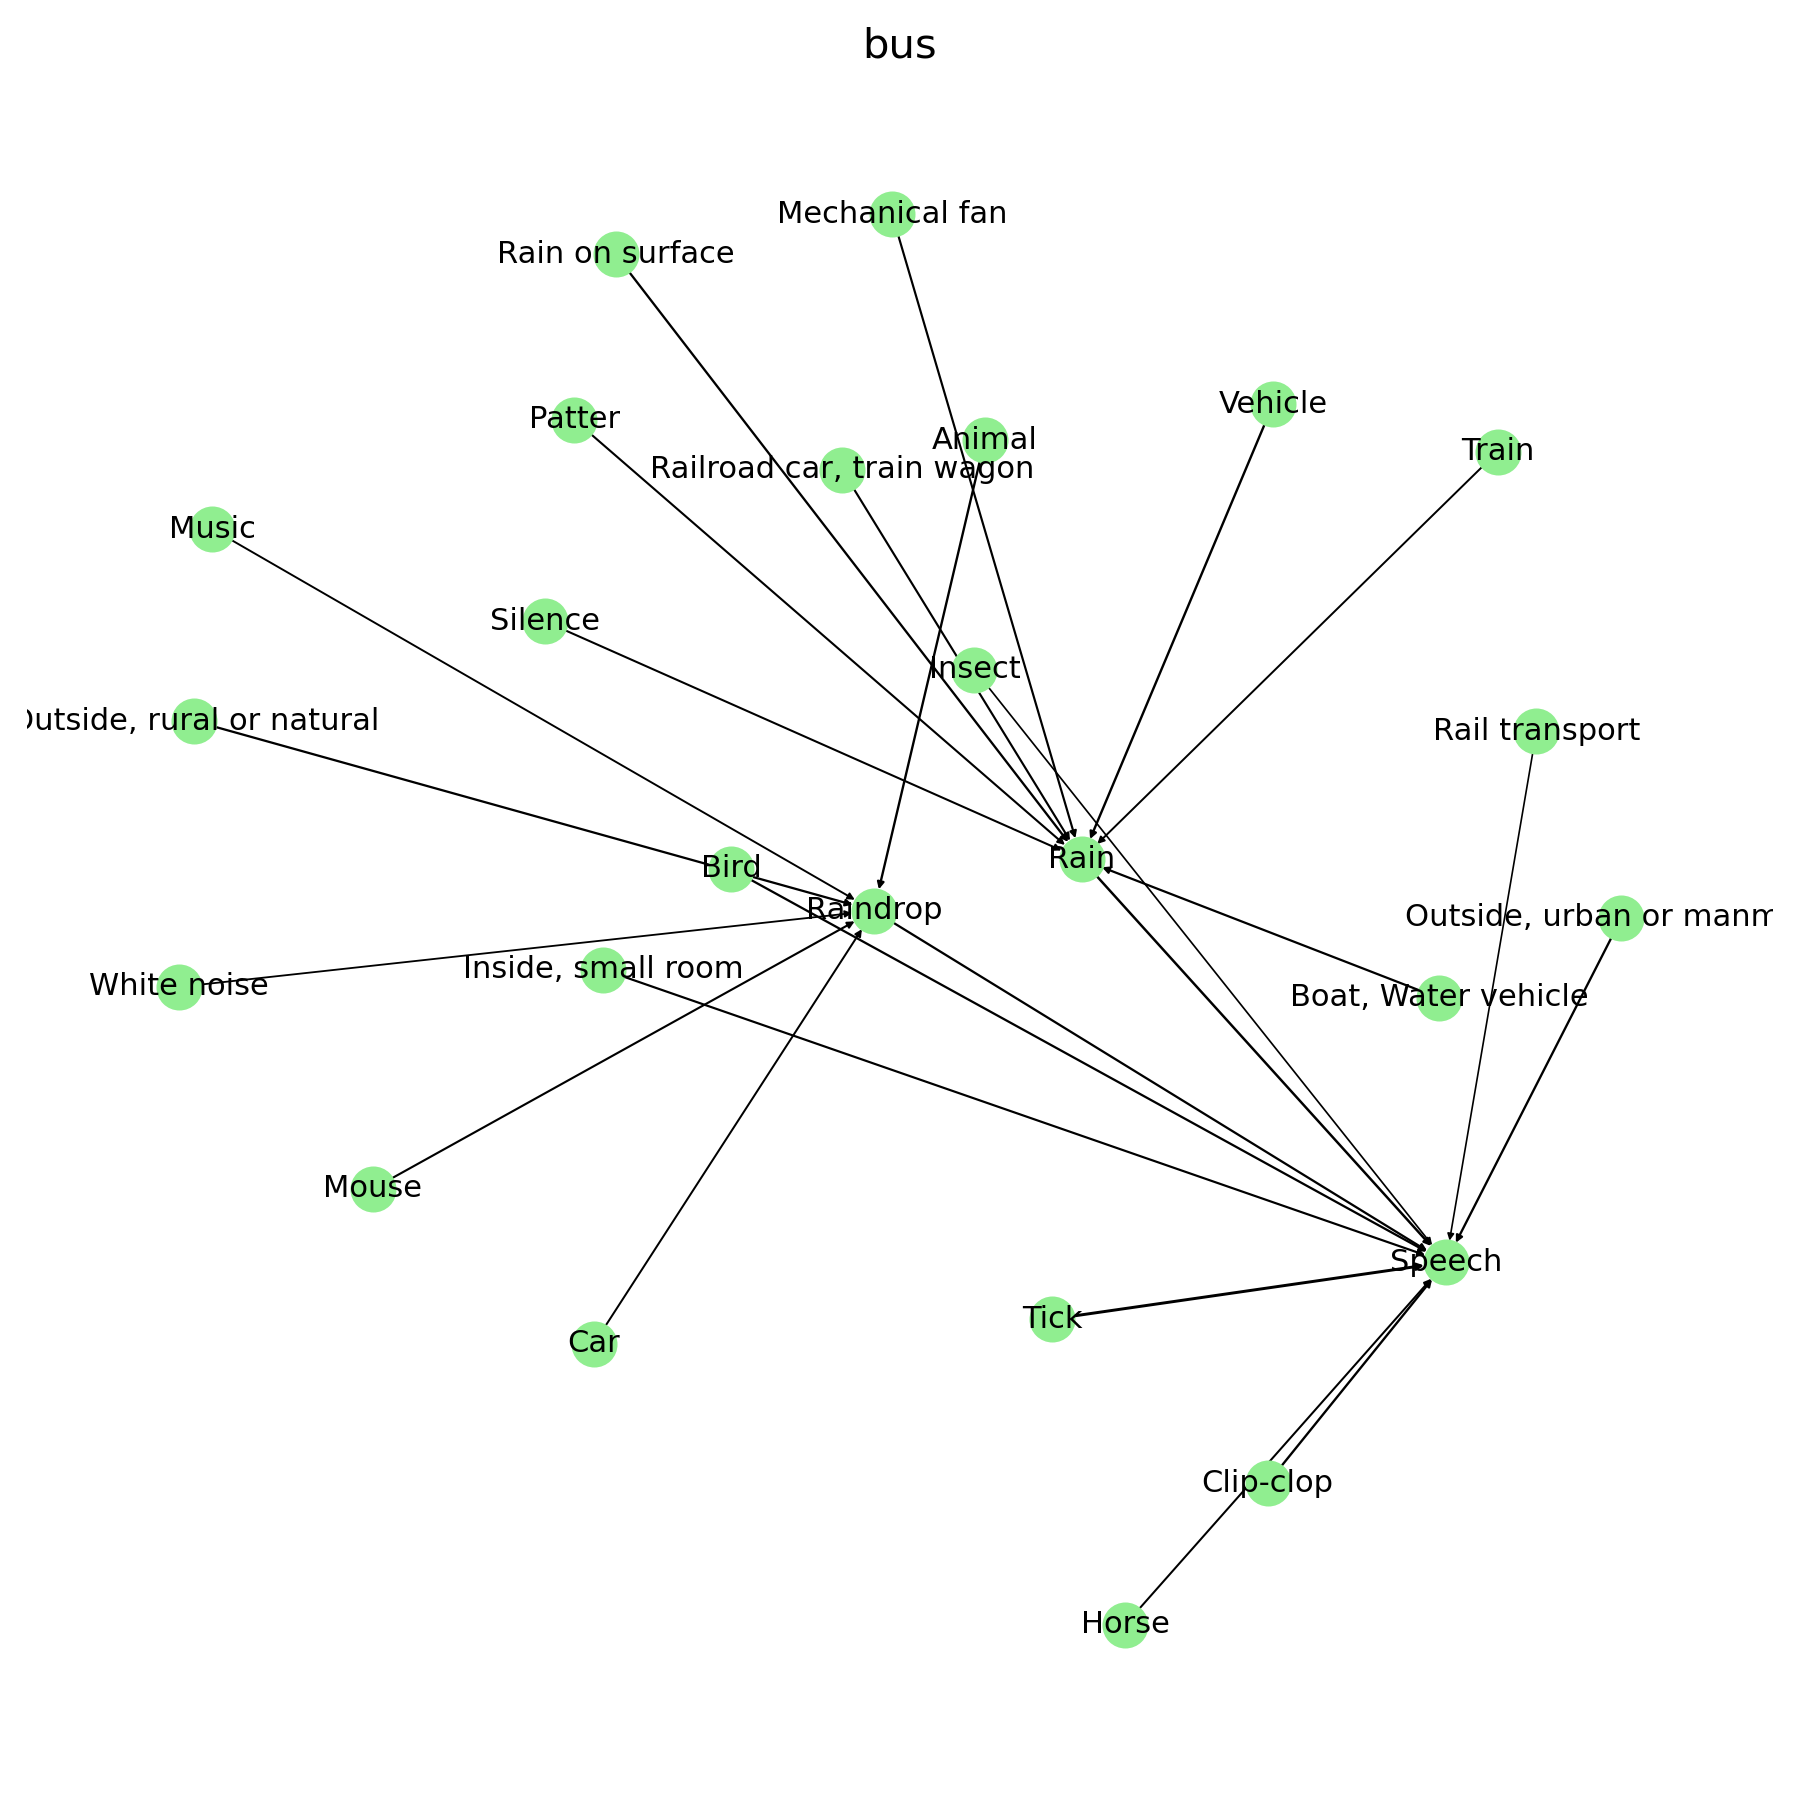 bus
Mechanical fan
Rain on surface
Vehicle
Patter
Animal
Train
Railroad car, train wagon
Music
Silence
Insect
utside, rural or natural
Rail transport
Rain
Bird
Raindrop
Outside, urban or manm
Inside, small room
White noise
Boat, Water vehicle
Mouse
Speech
Tick
Car
Clip-clop
Horse